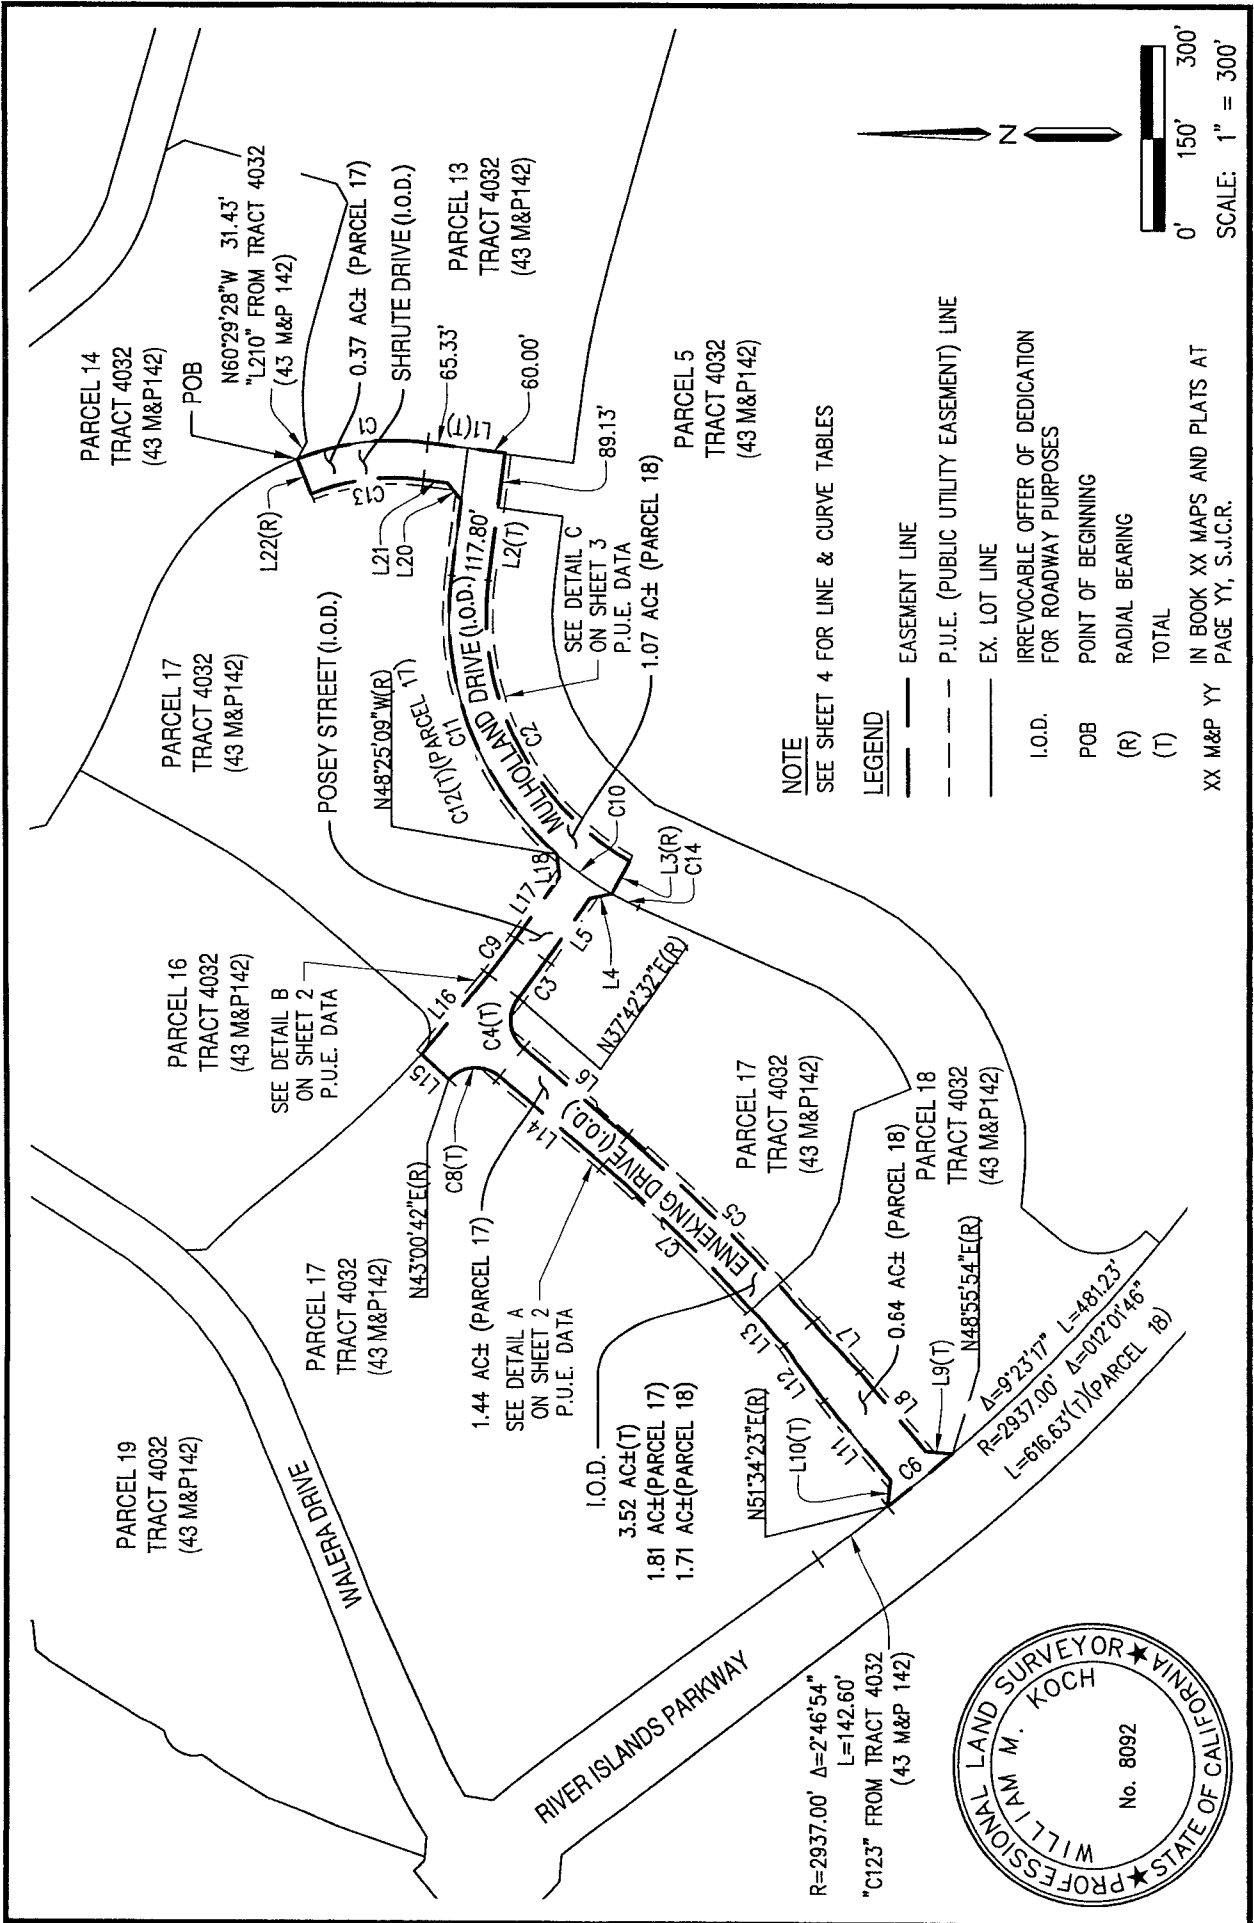 PARCEL 19
TRACT 4032
(43 M&P142)
WALERA DRIVE
RIVER ISLANDS PARKWAY
PARCEL 17
TRACT 4032
(43 M&P142)
PARCEL 16
TRACT 4032
(43 M&P142)
SEE DETAIL B
ON SHEET 2
P.U.E. DATA
PARCEL 17
TRACT 4032
(43 M&P142)
POSEY STREET (I.O.D.)
PARCEL 14
TRACT 4032
(43 M&P142)
POB
N60°29'28"W 31.43'
"L210" FROM TRACT 4032
(43 M&P 142)
0.37 AC± (PARCEL 17)
SHRUTE DRIVE (I.O.D.)
PARCEL 13
TRACT 4032
(43 M&P142)
L22(R)
C13
C1
L21
L20
65.33'
L1(T)
60.00'
89.13'
117.80'
L2(T)
MULHOLLAND DRIVE (I.O.D.)
C11
C12(T)(PARCEL 17)
N48°25'09"W(R)
C2
SEE DETAIL C
ON SHEET 3
P.U.E. DATA
1.07 AC± (PARCEL 18)
PARCEL 5
TRACT 4032
(43 M&P142)
L18
L17
C9
L16
L15
C10
L3(R)
C14
L4
L5
C3
C4(T)
N37°42'32"E(R)
L6
N43°00'42"E(R)
C8(T)
L14
1.44 AC± (PARCEL 17)
SEE DETAIL A
ON SHEET 2
P.U.E. DATA
ENNEKING DRIVE (I.O.D.)
C7
C5
PARCEL 17
TRACT 4032
(43 M&P142)
PARCEL 18
TRACT 4032
(43 M&P142)
0.64 AC± (PARCEL 18)
I.O.D.
3.52 AC±(T)
1.81 AC±(PARCEL 17)
1.71 AC±(PARCEL 18)
L13
L12
L11
L7
L8
L9(T)
L10(T)
C6
N51°34'23"E(R)
N48°55'54"E(R)
Δ=9°23'17" L=481.23'
R=2937.00' Δ=012°01'46"
L=616.63'(T)(PARCEL 18)
R=2937.00' Δ=2°46'54"
L=142.60'
"C123" FROM TRACT 4032
(43 M&P 142)
NOTE
SEE SHEET 4 FOR LINE & CURVE TABLES
LEGEND
EASEMENT LINE
P.U.E. (PUBLIC UTILITY EASEMENT) LINE
EX. LOT LINE
I.O.D. IRREVOCABLE OFFER OF DEDICATION
FOR ROADWAY PURPOSES
POB POINT OF BEGINNING
(R) RADIAL BEARING
(T) TOTAL
XX M&P YY IN BOOK XX MAPS AND PLATS AT
PAGE YY, S.J.C.R.
N
0' 150' 300'
SCALE: 1" = 300'
PROFESSIONAL LAND SURVEYOR
WILLIAM M. KOCH
No. 8092
STATE OF CALIFORNIA